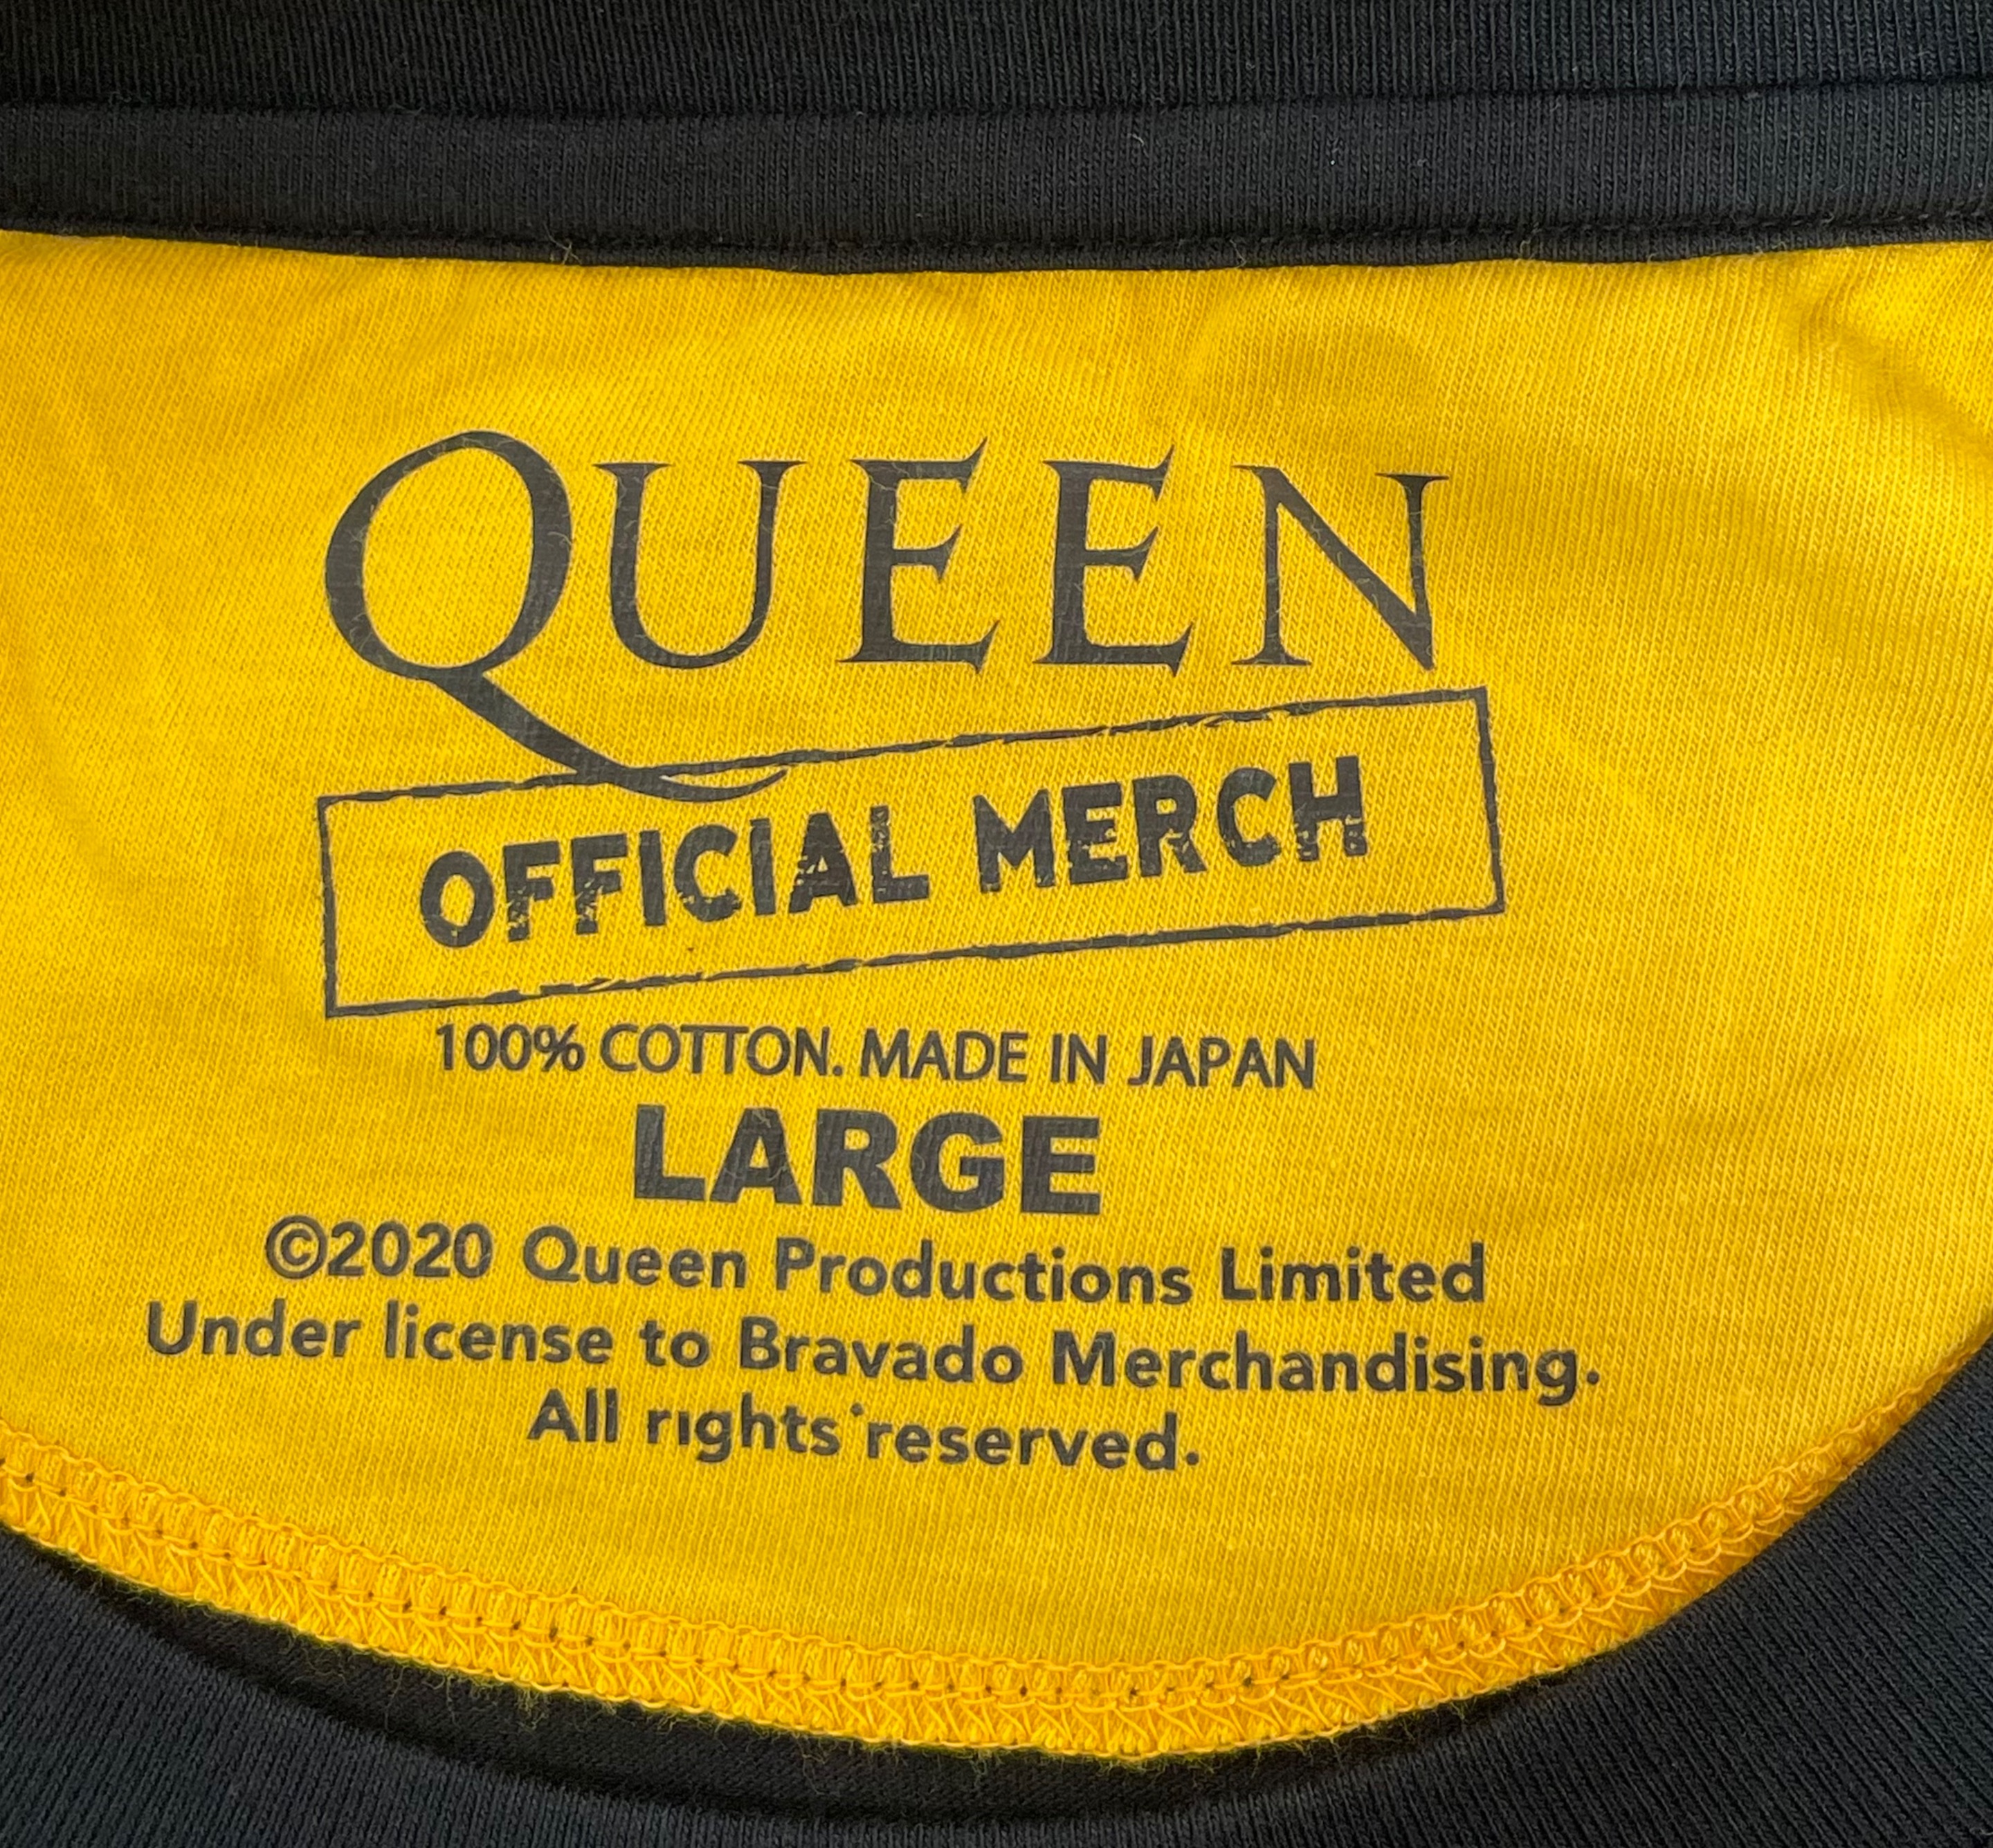 QUEEN
OFFICIAL MERCH
100% COTTON. MADE IN JAPAN
LARGE
©2020 Queen Productions Limited
Under license to Bravado Merchandising.
All rights reserved.